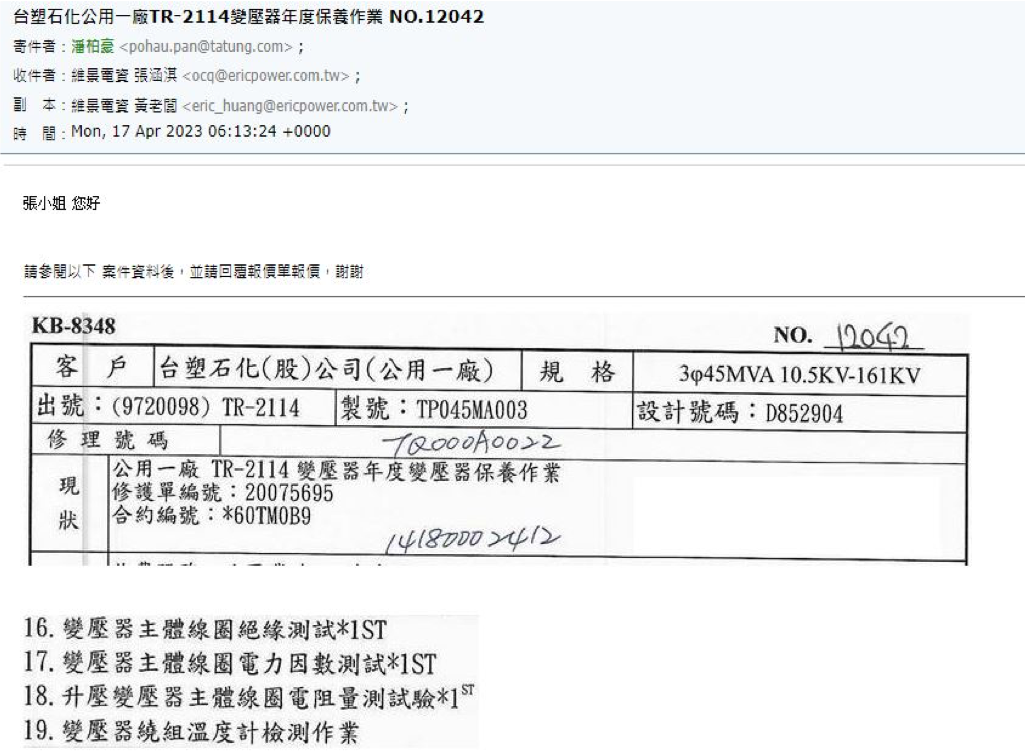 台塑石化公用一廠TR-2114變壓器年度保養作業 NO.12042
寄件者：潘柏豪 <pohau.pan@tatung.com> ;
收件者：維景電資 張涵淇 <ocq@ericpower.com.tw> ;
副 本：維景電資 黃老闆 <eric_huang@ericpower.com.tw> ;
時 間：Mon, 17 Apr 2023 06:13:24 +0000
張小姐 您好
請參閱以下 案件資料後，並請回覆報價單報價，謝謝
KB-8348
NO. 12042
客 戶 台塑石化(股)公司(公用一廠) 規 格 3φ45MVA 10.5KV-161KV
出號：(9720098) TR-2114 製號：TP045MA003 設計號碼：D852904
修理號碼 7Q000A0022
現狀 公用一廠 TR-2114 變壓器年度變壓器保養作業
修護單編號：20075695
合約編號：*60TM0B9
14180002412
16. 變壓器主體線圈絕緣測試*1ST
17. 變壓器主體線圈電力因數測試*1ST
18. 升壓變壓器主體線圈電阻量測試驗*1ST
19. 變壓器繞組溫度計檢測作業